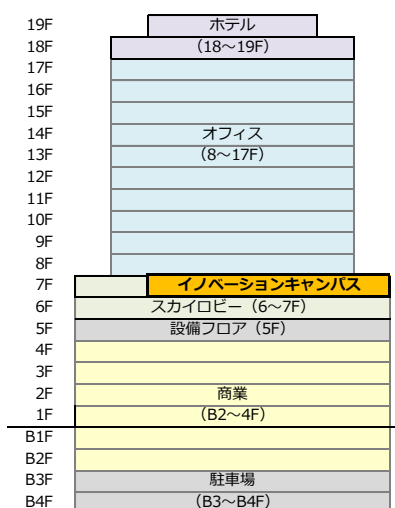 19F ホテル
18F （18～19F）
17F
16F
15F
14F オフィス
13F （8～17F）
12F
11F
10F
9F
8F
7F イノベーションキャンパス
6F スカイロビー（6～7F）
5F 設備フロア（5F）
4F
3F
2F 商業
1F （B2～4F）
B1F
B2F
B3F 駐車場
B4F （B3～B4F）